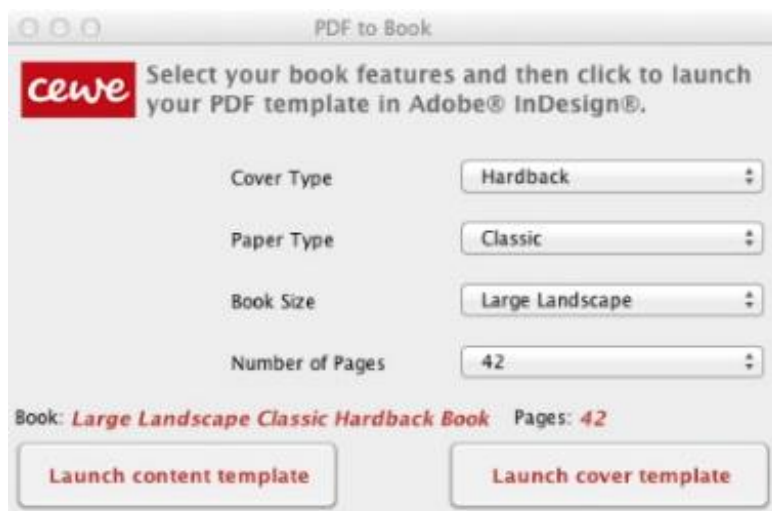 PDF to Book
cewe
Select your book features and then click to launch
your PDF template in Adobe® InDesign®.
Cover Type Hardback
Paper Type Classic
Book Size Large Landscape
Number of Pages 42
Book: Large Landscape Classic Hardback Book Pages: 42
Launch content template Launch cover template